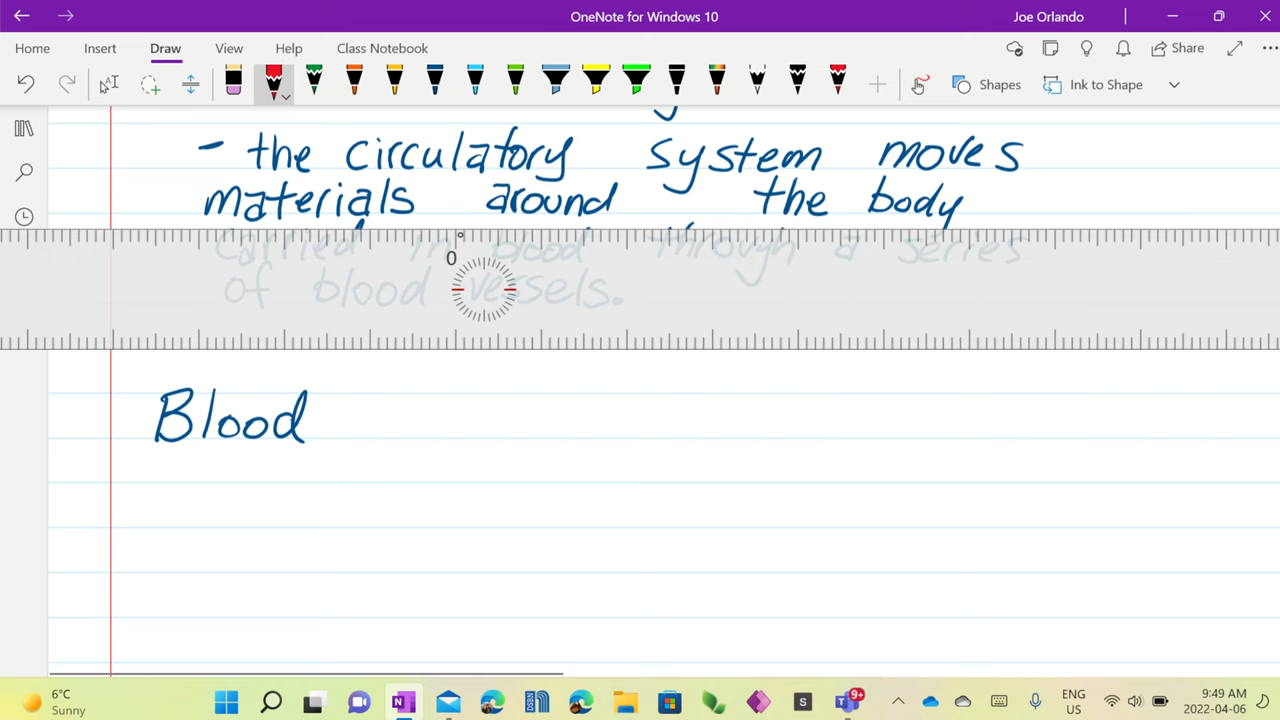 OneNote for Windows 10
Joe Orlando
Home Insert Draw View Help Class Notebook
Share
Shapes
Ink to Shape
- the circulatory system moves
materials around the body
carried in blood through a series
0°
of blood vessels.
Blood
6°C
Sunny
DSBN
S
9+
ENG
US
9:49 AM
2022-04-06